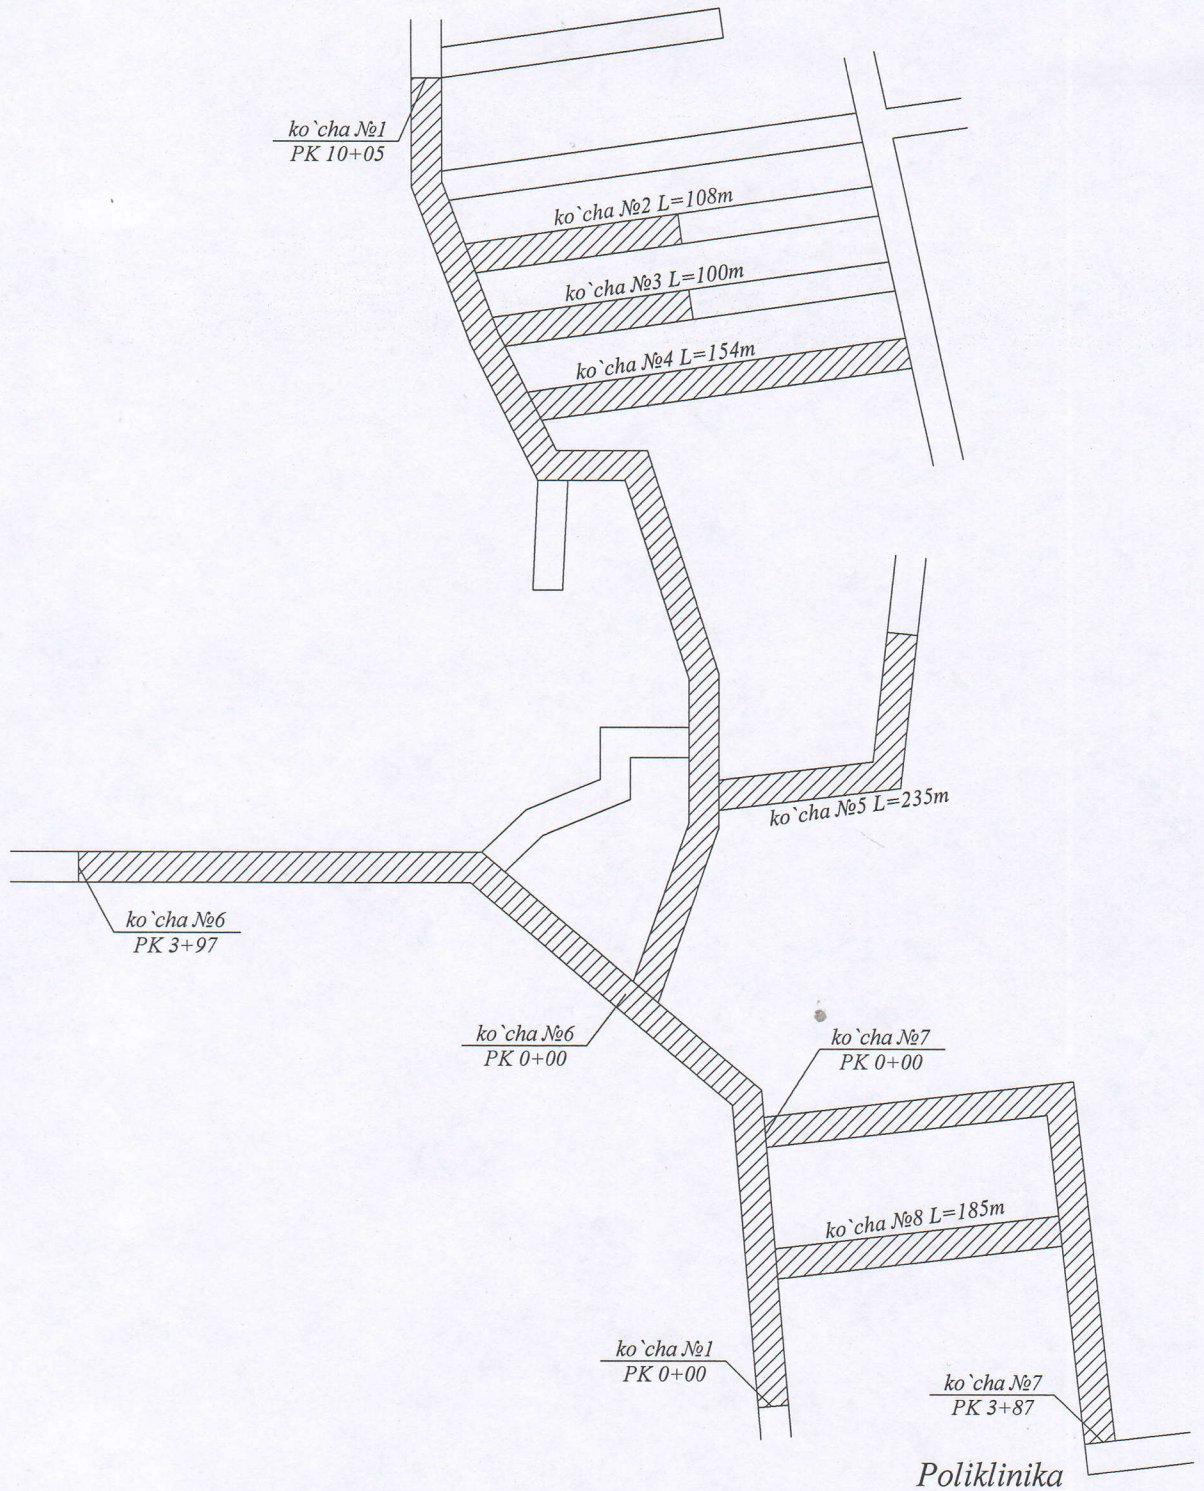 ko`cha №1
PK 10+05
ko`cha №2 L=108m
ko`cha №3 L=100m
ko`cha №4 L=154m
ko`cha №5 L=235m
ko`cha №6
PK 3+97
ko`cha №6
PK 0+00
ko`cha №7
PK 0+00
ko`cha №8 L=185m
ko`cha №1
PK 0+00
ko`cha №7
PK 3+87
Poliklinika